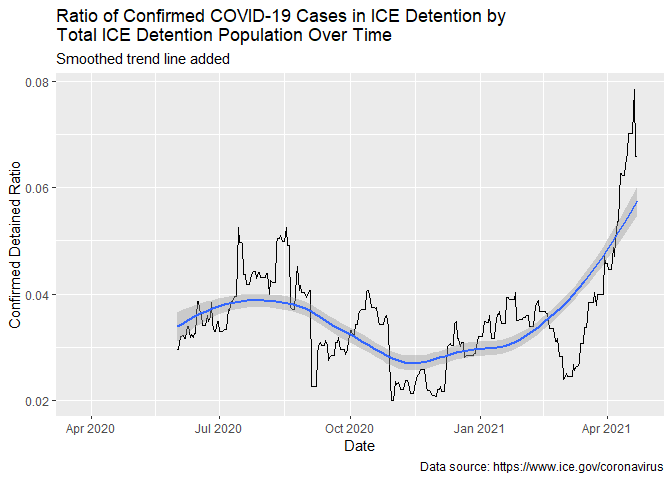 Ratio of Confirmed COVID-19 Cases in ICE Detention by
Total ICE Detention Population Over Time
Smoothed trend line added
0.08
0.06
0.04
0.02
Confirmed Detained Ratio
Apr 2020
Jul 2020
Oct 2020
Jan 2021
Apr 2021
Date
Data source: https://www.ice.gov/coronavirus